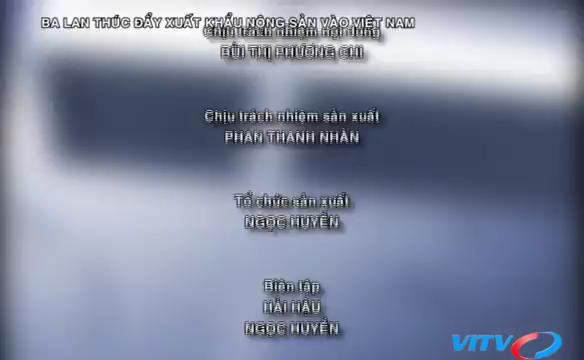 BA LAN THÚC ĐẨY XUẤT KHẨU NÔNG SẢN VÀO VIỆT NAM
Chịu trách nhiệm nội dung
BÙI THỊ PHƯƠNG CHI
Chịu trách nhiệm sản xuất
PHAN THANH NHÀN
Tổ chức sản xuất
NGỌC HUYỀN
Biên tập
HẢI HẬU
NGỌC HUYỀN
VITV